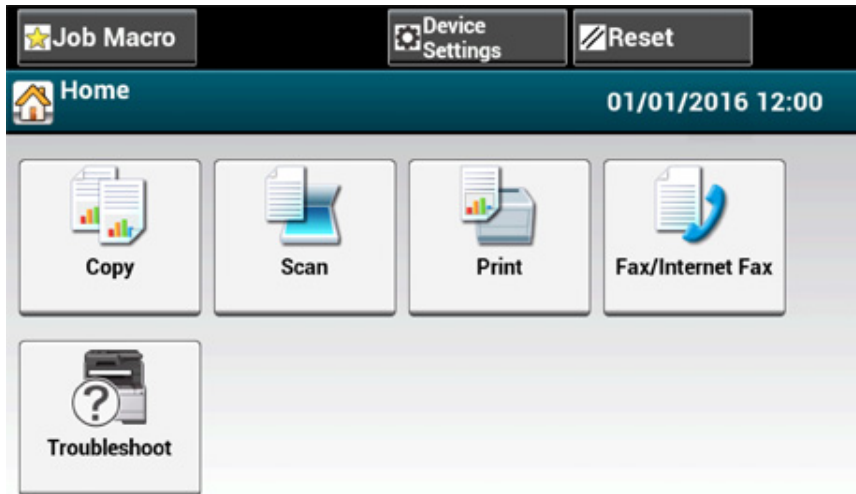 Job Macro
Device
Settings
Reset
Home
01/01/2016 12:00
Copy
Scan
Print
Fax/Internet Fax
Troubleshoot